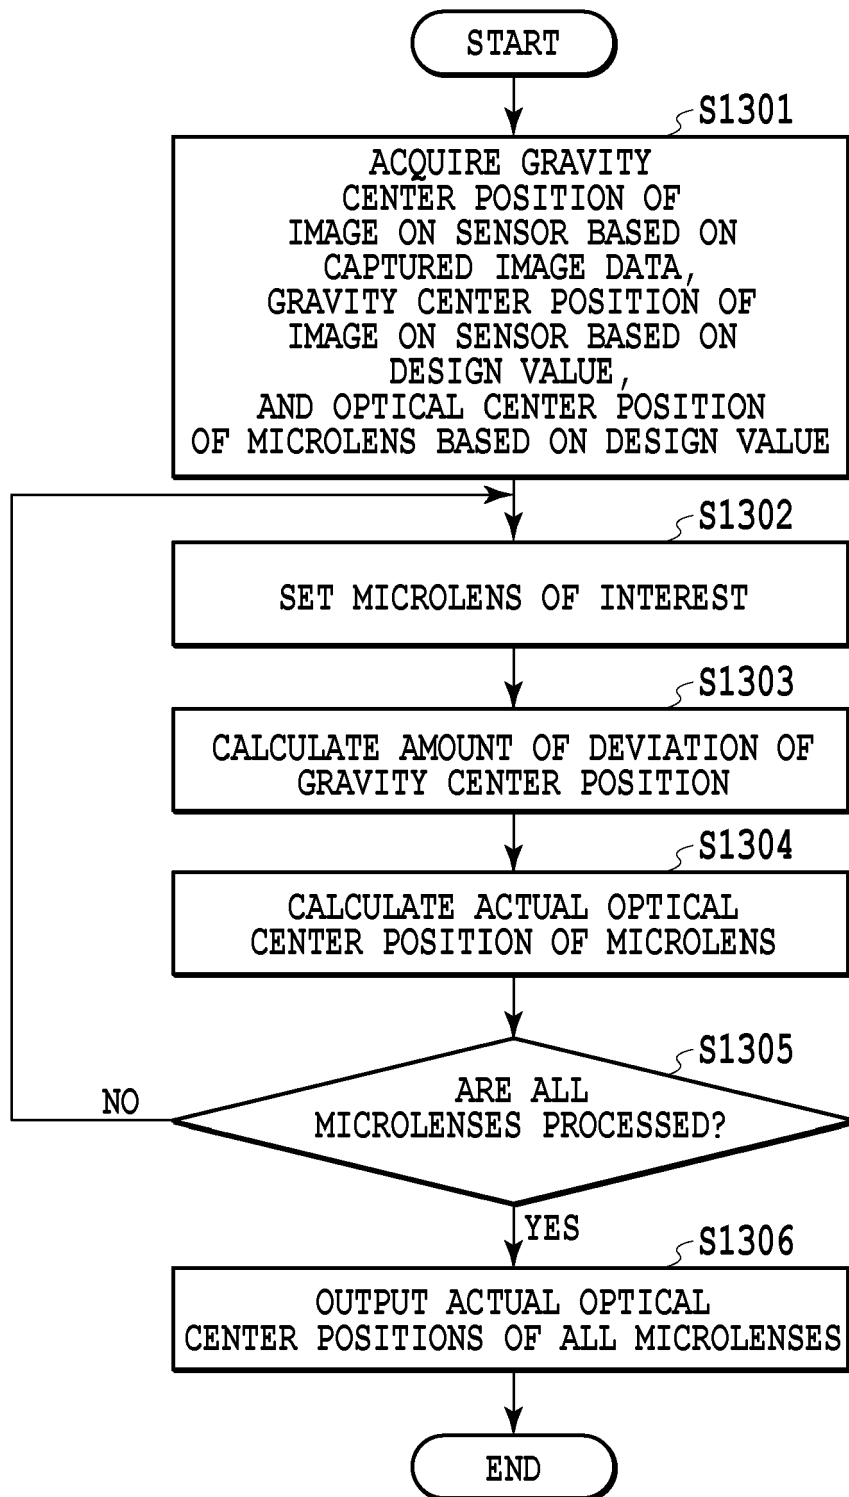 START
S1301
ACQUIRE GRAVITY
CENTER POSITION OF
IMAGE ON SENSOR BASED ON
CAPTURED IMAGE DATA,
GRAVITY CENTER POSITION OF
IMAGE ON SENSOR BASED ON
DESIGN VALUE,
AND OPTICAL CENTER POSITION
OF MICROLENS BASED ON DESIGN VALUE
S1302
SET MICROLENS OF INTEREST
S1303
CALCULATE AMOUNT OF DEVIATION OF
GRAVITY CENTER POSITION
S1304
CALCULATE ACTUAL OPTICAL
CENTER POSITION OF MICROLENS
S1305
ARE ALL
MICROLENSES PROCESSED?
NO
YES
S1306
OUTPUT ACTUAL OPTICAL
CENTER POSITIONS OF ALL MICROLENSES
END